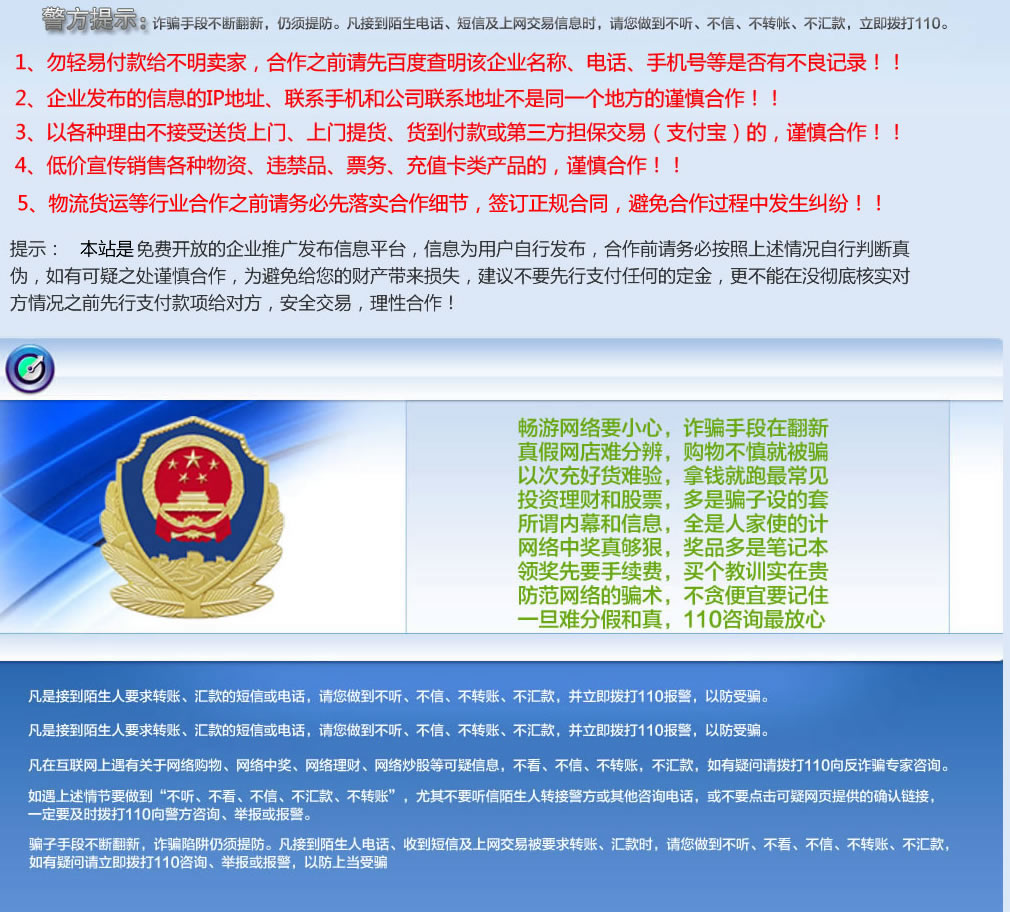 警方提示：诈骗手段不断翻新，仍须提防。凡接到陌生电话、短信及上网交易信息时，请您做到不听、不信、不转帐、不汇款，立即拨打110。
1、勿轻易付款给不明卖家，合作之前请先百度查明该企业名称、电话、手机号等是否有不良记录！！
2、企业发布的信息的IP地址、联系手机和公司联系地址不是同一个地方的谨慎合作！！
3、以各种理由不接受送货上门、上门提货、货到付款或第三方担保交易（支付宝）的，谨慎合作！！
4、低价宣传销售各种物资、违禁品、票务、充值卡类产品的，谨慎合作！！
5、物流货运等行业合作之前请务必先落实合作细节，签订正规合同，避免合作过程中发生纠纷！！
提示： 本站是免费开放的企业推广发布信息平台，信息为用户自行发布，合作前请务必按照上述情况自行判断真
伪，如有可疑之处谨慎合作，为避免给您的财产带来损失，建议不要先行支付任何的定金，更不能在没彻底核实对
方情况之前先行支付款项给对方，安全交易，理性合作！
畅游网络要小心，诈骗手段在翻新
真假网店难分辨，购物不慎就被骗
以次充好货难验，拿钱就跑最常见
投资理财和股票，多是骗子设的套
所谓内幕和信息，全是人家使的计
网络中奖真够狠，奖品多是笔记本
领奖先要手续费，买个教训实在贵
防范网络的骗术，不贪便宜要记住
一旦难分假和真，110咨询最放心
凡是接到陌生人要求转账、汇款的短信或电话，请您做到不听、不信、不转账、不汇款，并立即拨打110报警，以防受骗。
凡是接到陌生人要求转账、汇款的短信或电话，请您做到不听、不信、不转账、不汇款，并立即拨打110报警，以防受骗。
凡在互联网上遇有关于网络购物、网络中奖、网络理财、网络炒股等可疑信息，不看、不信、不转账，不汇款，如有疑问请拨打110向反诈骗专家咨询。
如遇上述情节要做到“不听、不看、不信、不汇款、不转账”，尤其不要听信陌生人转接警方或其他咨询电话，或不要点击可疑网页提供的确认链接，
一定要及时拨打110向警方咨询、举报或报警。
骗子手段不断翻新，诈骗陷阱仍须提防。凡接到陌生人电话、收到短信及上网交易被要求转账、汇款时，请您做到不听、不看、不信、不转账、不汇款，
如有疑问请立即拨打110咨询、举报或报警，以防上当受骗